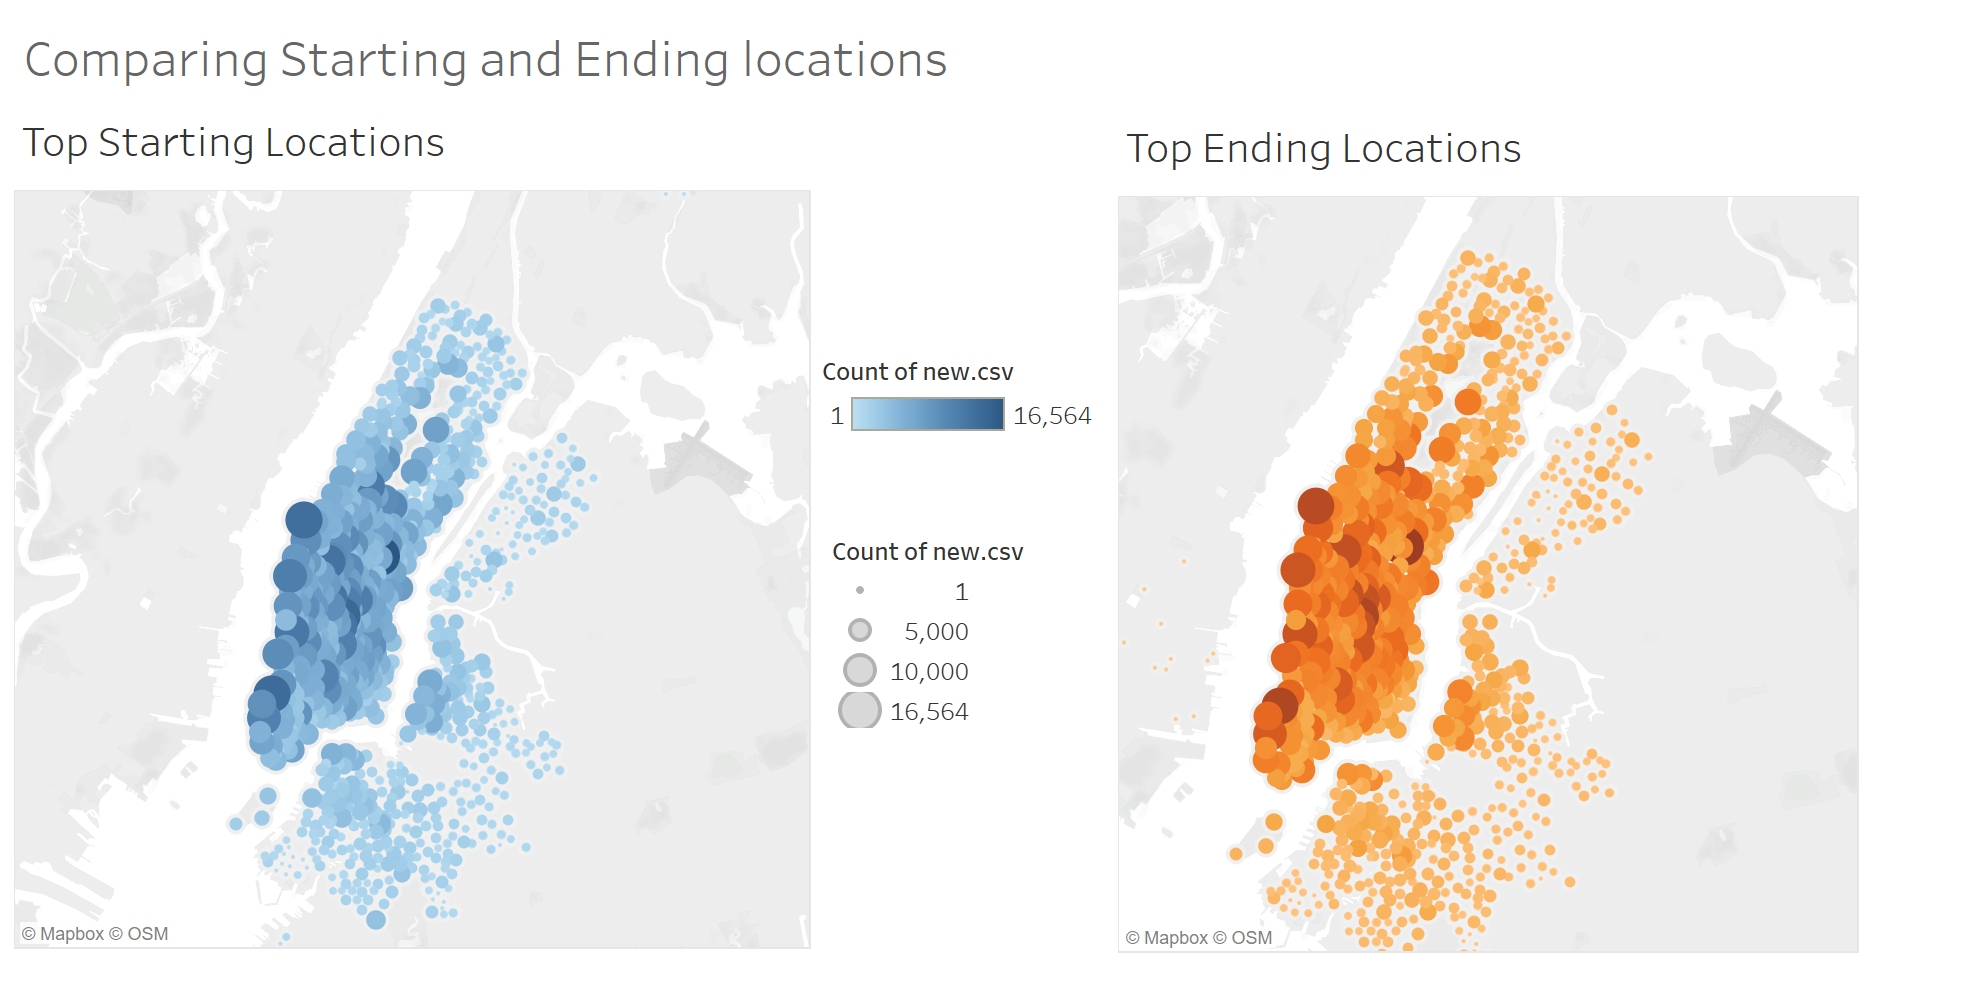 Comparing Starting and Ending locations
Top Starting Locations
© Mapbox © OSM
Count of new.csv
1 16,564
Count of new.csv
1
5,000
10,000
16,564
Top Ending Locations
© Mapbox © OSM